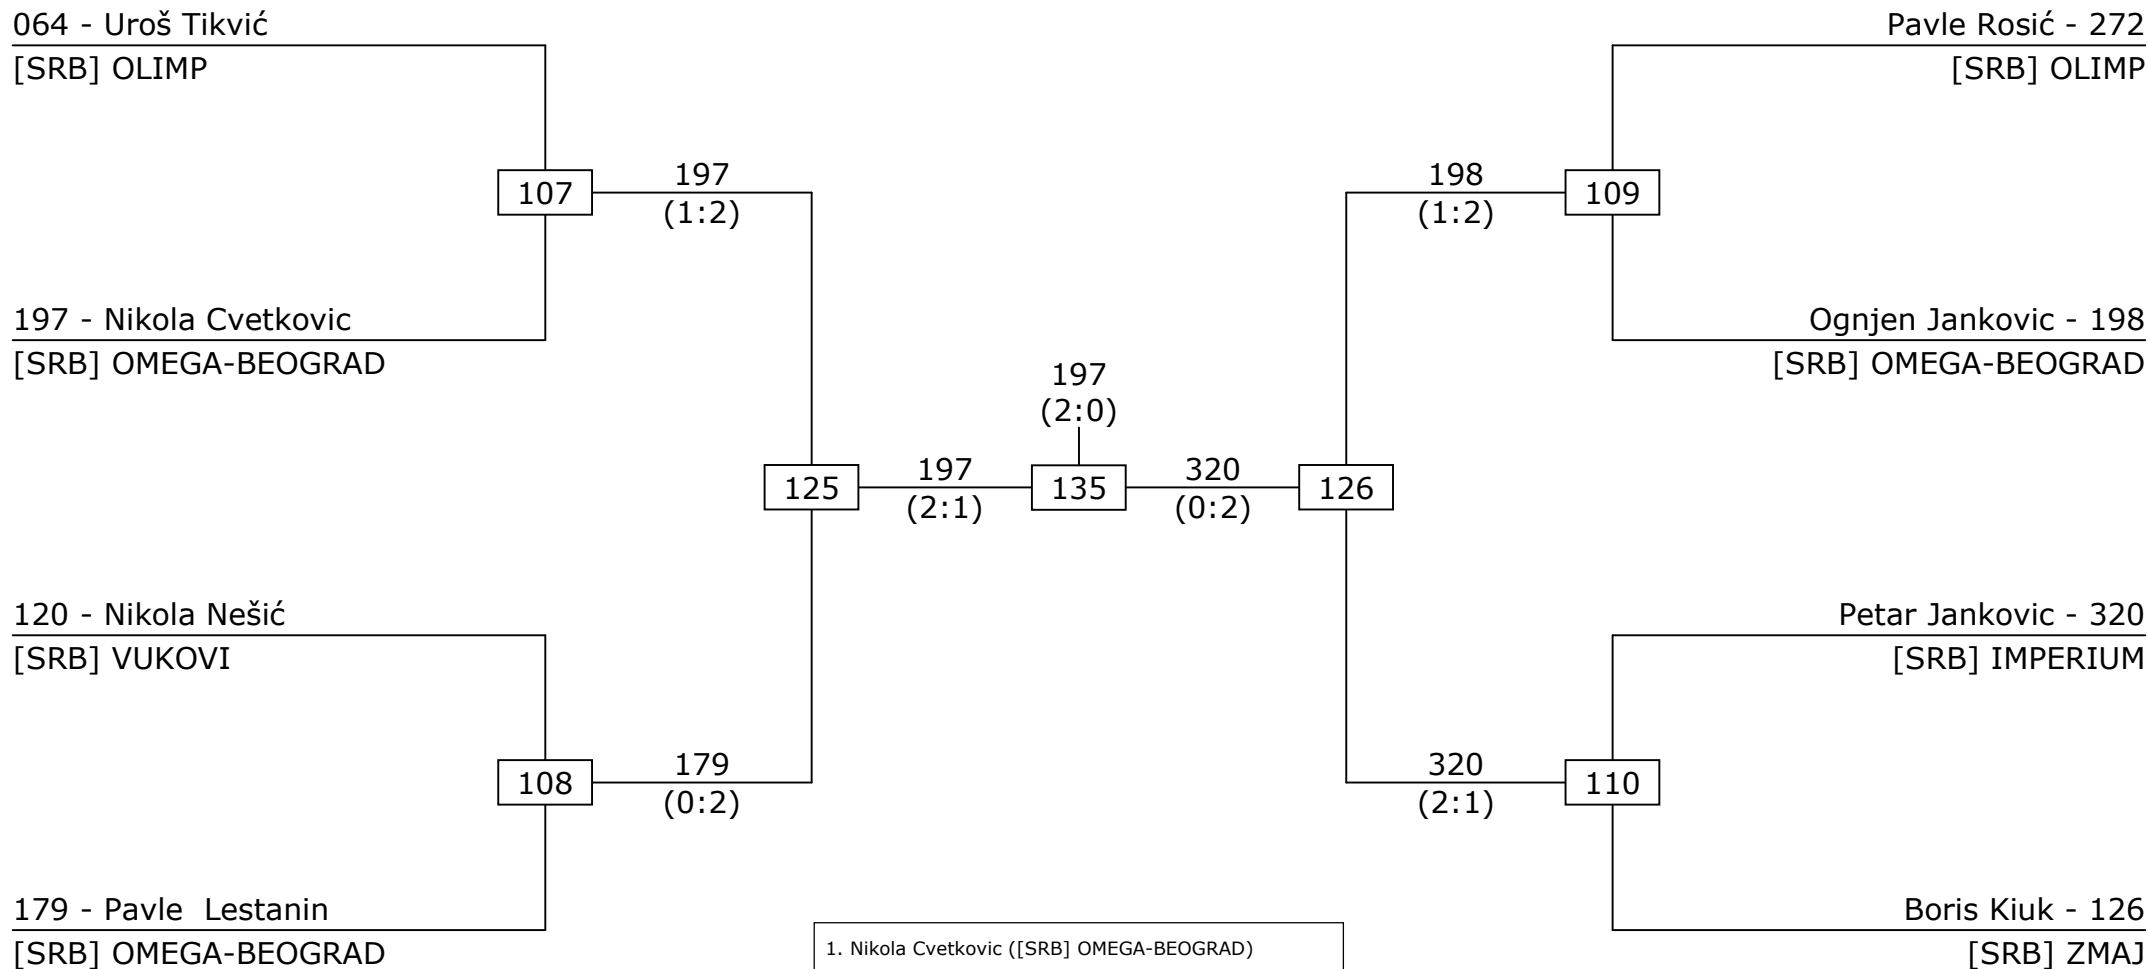 064 - Uroš Tikvić
[SRB] OLIMP
Pavle Rosić - 272
[SRB] OLIMP
107
197
(1:2)
198
(1:2)
109
197 - Nikola Cvetkovic
[SRB] OMEGA-BEOGRAD
Ognjen Jankovic - 198
[SRB] OMEGA-BEOGRAD
197
(2:0)
125
197
(2:1)
135
320
(0:2)
126
120 - Nikola Nešić
[SRB] VUKOVI
Petar Jankovic - 320
[SRB] IMPERIUM
108
179
(0:2)
320
(2:1)
110
179 - Pavle  Lestanin
[SRB] OMEGA-BEOGRAD
1. Nikola Cvetkovic ([SRB] OMEGA-BEOGRAD)
Boris Kiuk - 126
[SRB] ZMAJ